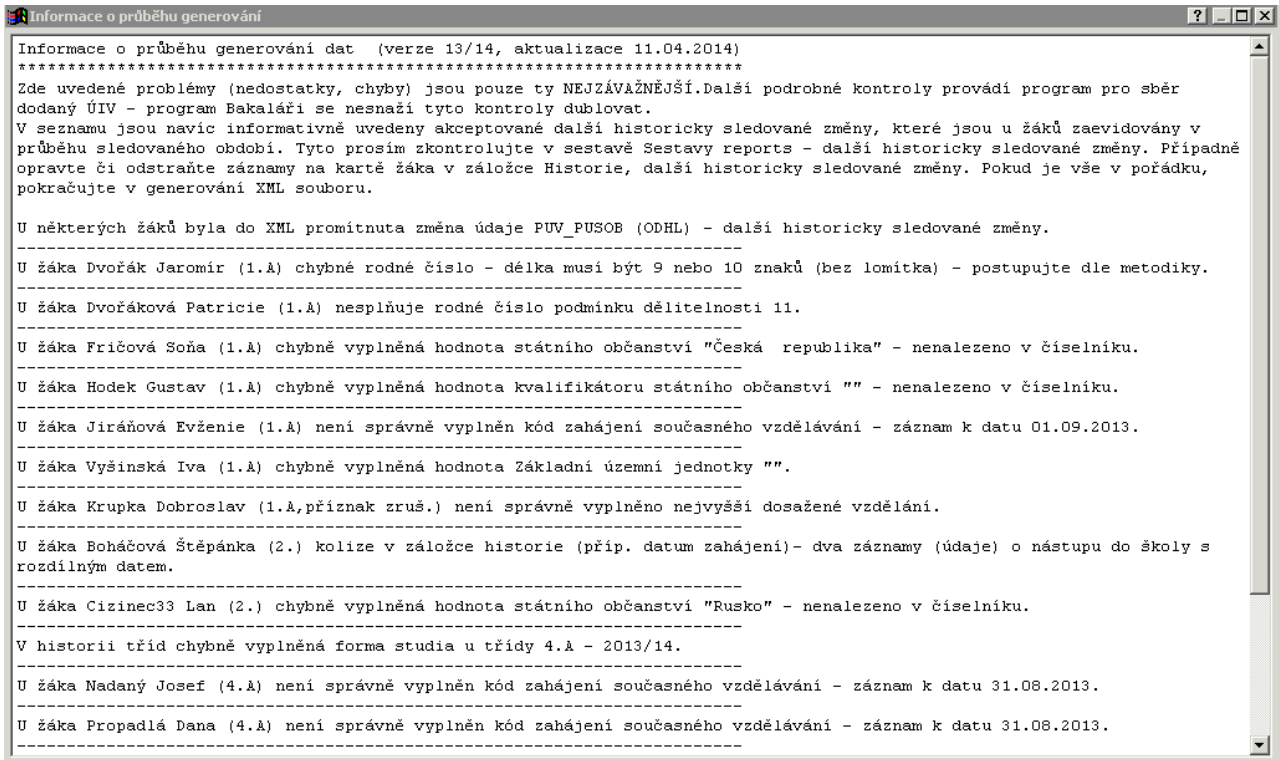 Informace o průběhu generování
Informace o průběhu generování dat  (verze 13/14, aktualizace 11.04.2014)
*************************************************************************
Zde uvedené problémy (nedostatky, chyby) jsou pouze ty NEJZÁVAŽNĚJŠÍ.Další podrobné kontroly provádí program pro sběr
dodaný ÚIV – program Bakaláři se nesnaží tyto kontroly dublovat.
V seznamu jsou navíc informativně uvedeny akceptované další historicky sledované změny, které jsou u žáků zaevidovány v
průběhu sledovaného období. Tyto prosím zkontrolujte v sestavě Sestavy reports – další historicky sledované změny. Případně
opravte či odstraňte záznamy na kartě žáka v záložce Historie, další historicky sledované změny. Pokud je vše v pořádku,
pokračujte v generování XML souboru.
U některých žáků byla do XML promítnuta změna údaje PUV_PUSOB (ODHL) – další historicky sledované změny.
-------------------------------------------------------------------------
U žáka Dvořák Jaromír (1.A) chybné rodné číslo – délka musí být 9 nebo 10 znaků (bez lomítka) – postupujte dle metodiky.
-------------------------------------------------------------------------
U žáka Dvořáková Patricie (1.A) nesplňuje rodné číslo podmínku dělitelnosti 11.
-------------------------------------------------------------------------
U žáka Fričová Soňa (1.A) chybně vyplněná hodnota státního občanství "Česká  republika" – nenalezeno v číselníku.
-------------------------------------------------------------------------
U žáka Hodek Gustav (1.A) chybně vyplněná hodnota kvalifikátoru státního občanství "" – nenalezeno v číselníku.
-------------------------------------------------------------------------
U žáka Jiráňová Evženie (1.A) není správně vyplněn kód zahájení současného vzdělávání – záznam k datu 01.09.2013.
-------------------------------------------------------------------------
U žáka Vyšinská Iva (1.A) chybně vyplněná hodnota Základní územní jednotky "".
-------------------------------------------------------------------------
U žáka Krupka Dobroslav (1.A,příznak zruš.) není správně vyplněno nejvyšší dosažené vzdělání.
-------------------------------------------------------------------------
U žáka Boháčová Štěpánka (2.) kolize v záložce historie (příp. datum zahájení)– dva záznamy (údaje) o nástupu do školy s
rozdílným datem.
-------------------------------------------------------------------------
U žáka Cizinec33 Lan (2.) chybně vyplněná hodnota státního občanství "Rusko" – nenalezeno v číselníku.
-------------------------------------------------------------------------
V historii tříd chybně vyplněná forma studia u třídy 4.A – 2013/14.
-------------------------------------------------------------------------
U žáka Nadaný Josef (4.A) není správně vyplněn kód zahájení současného vzdělávání – záznam k datu 31.08.2013.
-------------------------------------------------------------------------
U žáka Propadlá Dana (4.A) není správně vyplněn kód zahájení současného vzdělávání – záznam k datu 31.08.2013.
-------------------------------------------------------------------------